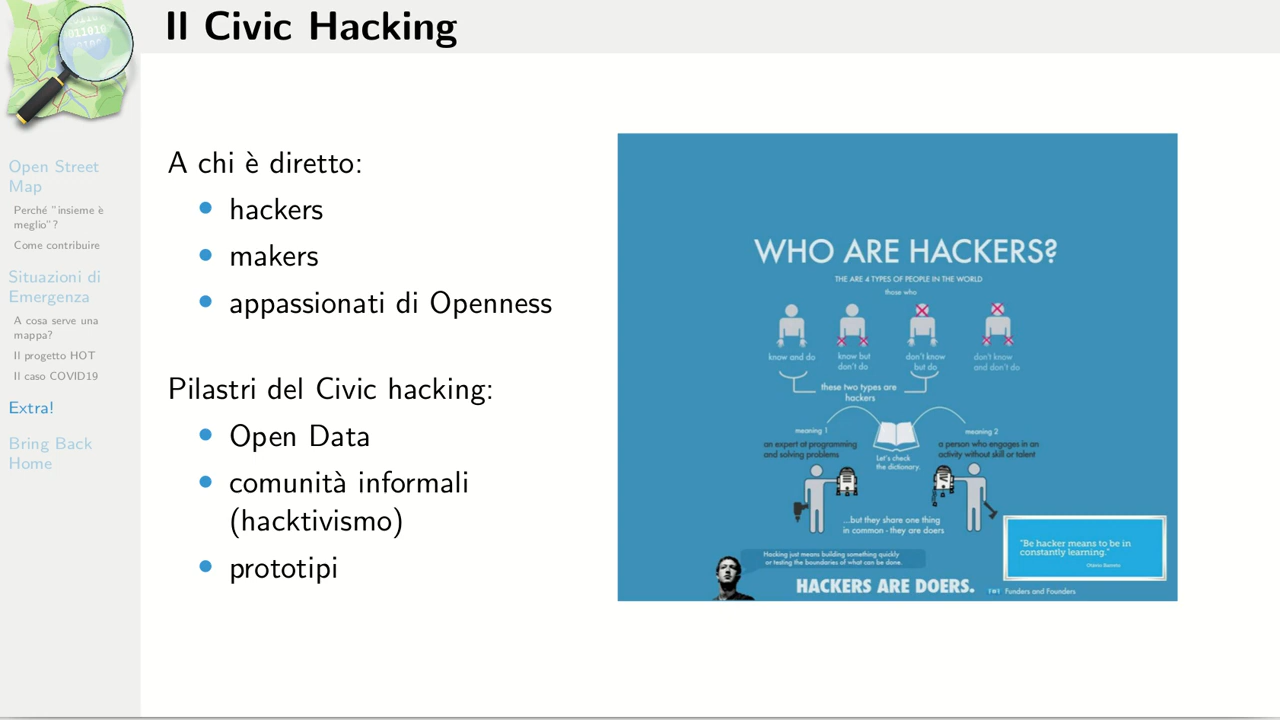 Il Civic Hacking
Open Street
Map
Perché "insieme è
meglio"?
Come contribuire
Situazioni di
Emergenza
A cosa serve una
mappa?
Il progetto HOT
Il caso COVID19
Extra!
Bring Back
Home
A chi è diretto:
hackers
makers
appassionati di Openness
Pilastri del Civic hacking:
Open Data
comunità informali
(hacktivismo)
prototipi
WHO ARE HACKERS?
THE ARE 4 TYPES OF PEOPLE IN THE WORLD
those who
know and do
know but
don't do
don't know
but do
don't know
and don't do
these two types are
hackers
meaning 1
an expert at programming
and solving problems
Let's check
the dictionary.
meaning 2
a person who engages in an
activity without skill or talent
...but they share one thing
in common - they are doers
Hacking just means building something quickly
or testing the boundaries of what can be done.
HACKERS ARE DOERS.
Funders and Founders
"Be hacker means to be in
constantly learning."